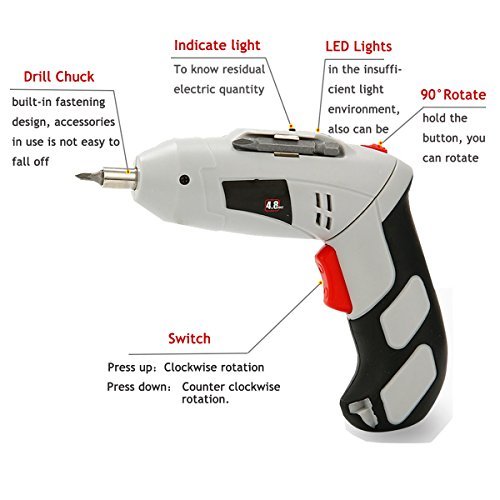 Indicate light
To know residual
electric quantity
LED Lights
in the insuffi-
cient light
environment,
also can be
Drill Chuck
built-in fastening
design, accessories
in use is not easy to
fall off
90°Rotate
hold the
button, you
can rotate
4.8
Switch
Press up: Clockwise rotation
Press down: Counter clockwise
rotation.